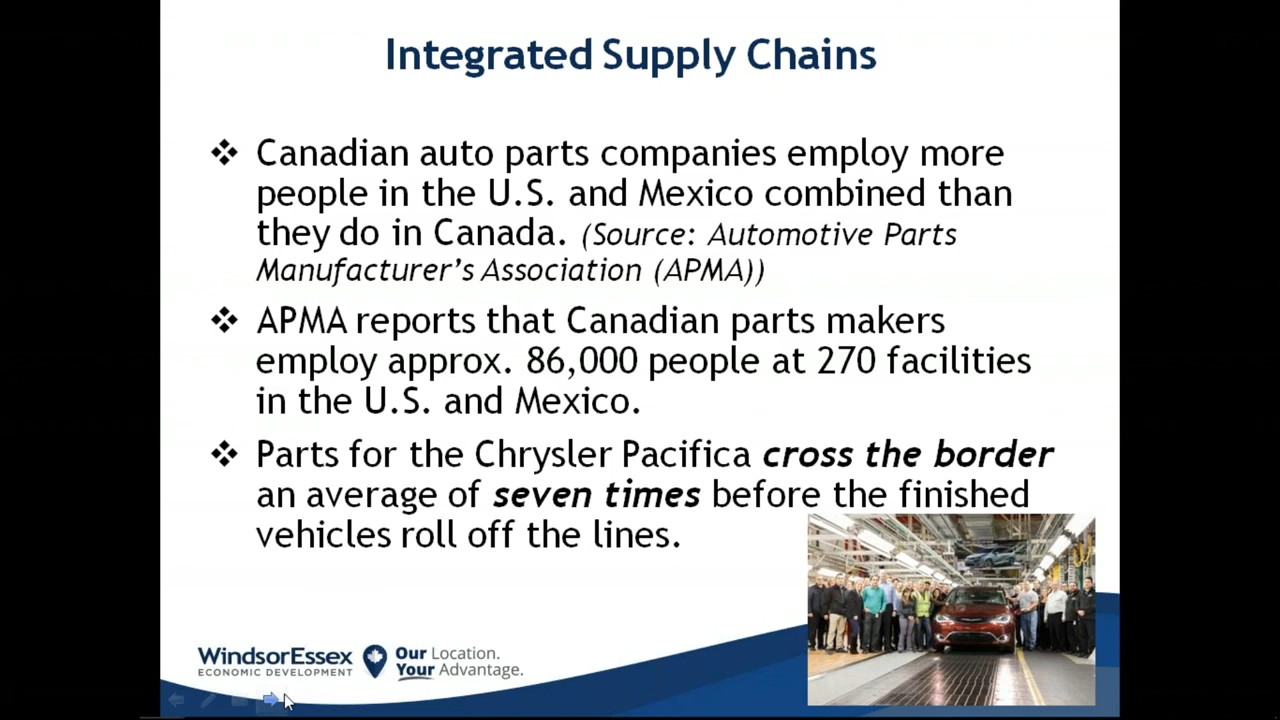 Integrated Supply Chains
❖ Canadian auto parts companies employ more
people in the U.S. and Mexico combined than
they do in Canada. (Source: Automotive Parts
Manufacturer's Association (APMA))
❖ APMA reports that Canadian parts makers
employ approx. 86,000 people at 270 facilities
in the U.S. and Mexico.
❖ Parts for the Chrysler Pacifica cross the border
an average of seven times before the finished
vehicles roll off the lines.
WindsorEssex
ECONOMIC DEVELOPMENT
Our Location.
Your Advantage.